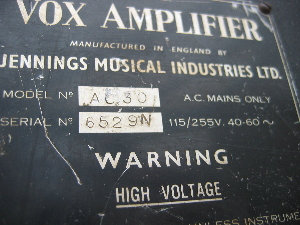 VOX AMPLIFIER
MANUFACTURED IN ENGLAND BY
JENNINGS MUSICAL INDUSTRIES LTD.
MODEL Nº AC30 A.C. MAINS ONLY
SERIAL Nº 6529N 115/255V. 40-60~
WARNING
HIGH VOLTAGE
INSTRUME